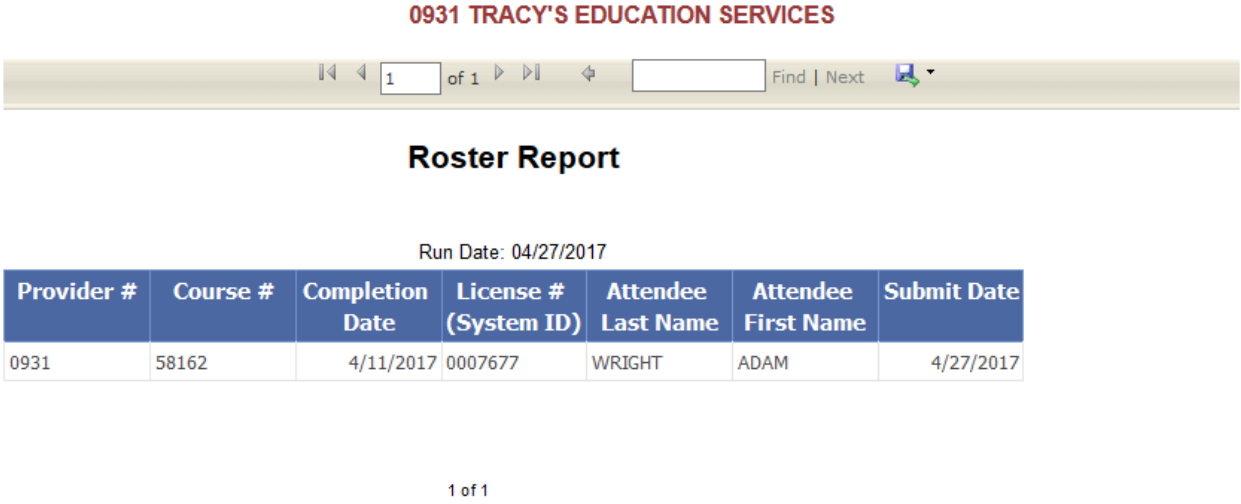 0931 TRACY'S EDUCATION SERVICES
1 of 1 Find | Next
Roster Report
Run Date: 04/27/2017
Provider # Course # Completion Date License # (System ID) Attendee Last Name Attendee First Name Submit Date
0931 58162 4/11/2017 0007677 WRIGHT ADAM 4/27/2017
1 of 1